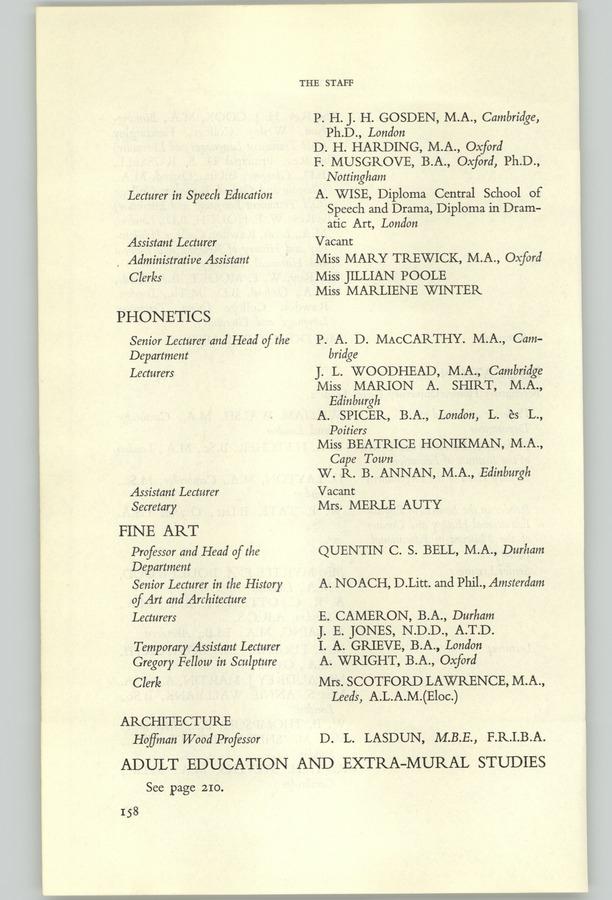 THE STAFF
P. H. J. H. GOSDEN, M.A., Cambridge,
Ph.D., London
D. H. HARDING, M.A., Oxford
F. MUSGROVE, B.A., Oxford, Ph.D.,
Nottingham
Lecturer in Speech Education A. WISE, Diploma Central School of
Speech and Drama, Diploma in Dram-
atic Art, London
Assistant Lecturer Vacant
Administrative Assistant Miss MARY TREWICK, M.A., Oxford
Clerks Miss JILLIAN POOLE
Miss MARLIENE WINTER
PHONETICS
Senior Lecturer and Head of the P. A. D. MACCARTHY. M.A., Cam-
Department bridge
Lecturers J. L. WOODHEAD, M.A., Cambridge
Miss MARION A. SHIRT, M.A.,
Edinburgh
A. SPICER, B.A., London, L. ès L.,
Poitiers
Miss BEATRICE HONIKMAN, M.A.,
Cape Town
W. R. B. ANNAN, M.A., Edinburgh
Assistant Lecturer Vacant
Secretary Mrs. MERLE AUTY
FINE ART
Professor and Head of the QUENTIN C. S. BELL, M.A., Durham
Department
Senior Lecturer in the History A. NOACH, D.Litt. and Phil., Amsterdam
of Art and Architecture
Lecturers E. CAMERON, B.A., Durham
J. E. JONES, N.D.D., A.T.D.
Temporary Assistant Lecturer I. A. GRIEVE, B.A., London
Gregory Fellow in Sculpture A. WRIGHT, B.A., Oxford
Clerk Mrs. SCOTFORD LAWRENCE, M.A.,
Leeds, A.L.A.M.(Eloc.)
ARCHITECTURE
Hoffman Wood Professor D. L. LASDUN, M.B.E., F.R.I.B.A.
ADULT EDUCATION AND EXTRA-MURAL STUDIES
See page 210.
158